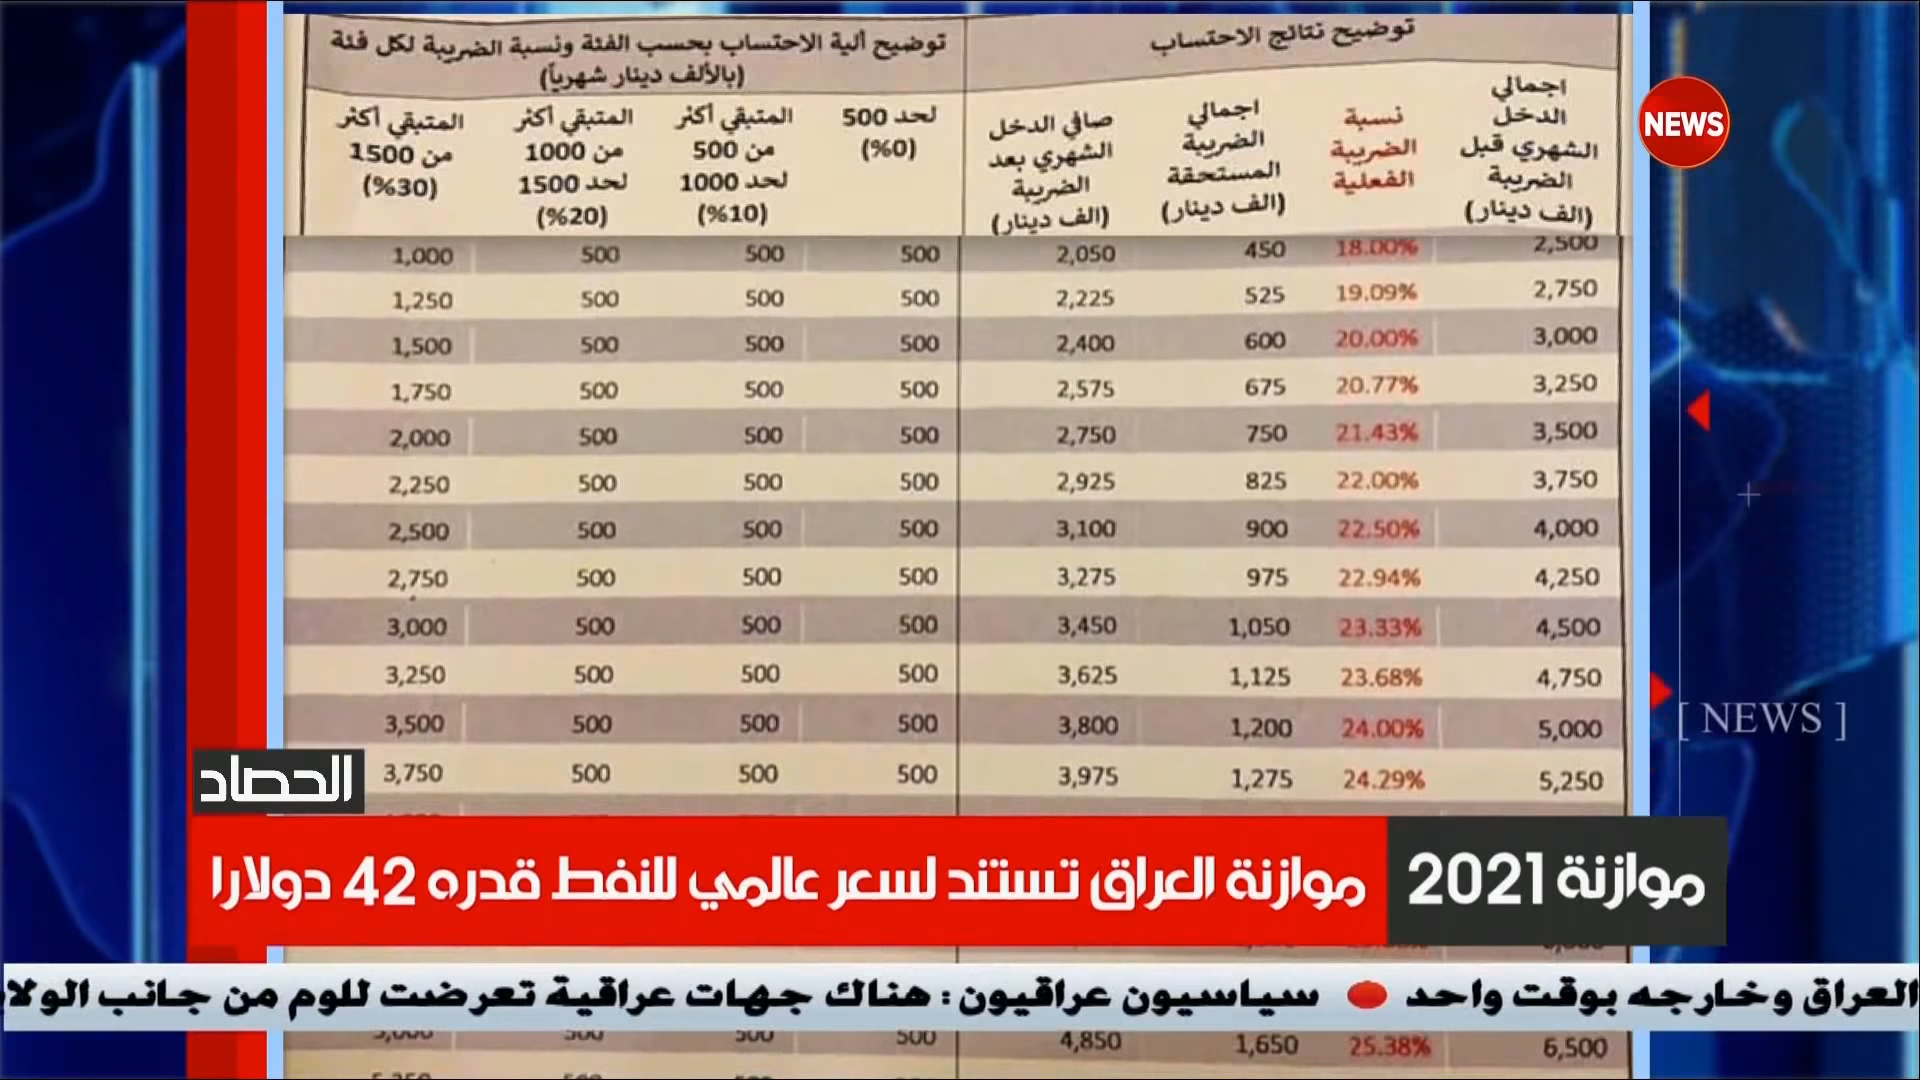 توضيح نتائج الاحتساب
توضيح ألية الاحتساب بحسب الفئة ونسبة الضريبة لكل فئة
(بالألف دينار شهرياً)
اجمالي الدخل الشهري قبل الضريبة (الف دينار)
نسبة الضريبة الفعلية
اجمالي الضريبة المستحقة (الف دينار)
صافي الدخل الشهري بعد الضريبة (الف دينار)
لحد 500 (%0)
المتبقي أكثر من 500 لحد 1000 (%10)
المتبقي أكثر من 1000 لحد 1500 (%20)
المتبقي أكثر من 1500 (%30)
2,500 18.00% 450 2,050 500 500 500 1,000
2,750 19.09% 525 2,225 500 500 500 1,250
3,000 20.00% 600 2,400 500 500 500 1,500
3,250 20.77% 675 2,575 500 500 500 1,750
3,500 21.43% 750 2,750 500 500 500 2,000
3,750 22.00% 825 2,925 500 500 500 2,250
4,000 22.50% 900 3,100 500 500 500 2,500
4,250 22.94% 975 3,275 500 500 500 2,750
4,500 23.33% 1,050 3,450 500 500 500 3,000
4,750 23.68% 1,125 3,625 500 500 500 3,250
5,000 24.00% 1,200 3,800 500 500 500 3,500
5,250 24.29% 1,275 3,975 500 500 500 3,750
NEWS
[ NEWS ]
الحصاد
موازنة 2021
موازنة العراق تستند لسعر عالمي للنفط قدره 42 دولارا
العراق وخارجه بوقت واحد
سياسيون عراقيون : هناك جهات عراقية تعرضت للوم من جانب
6,500 25.38% 1,650 4,850 500 500 500